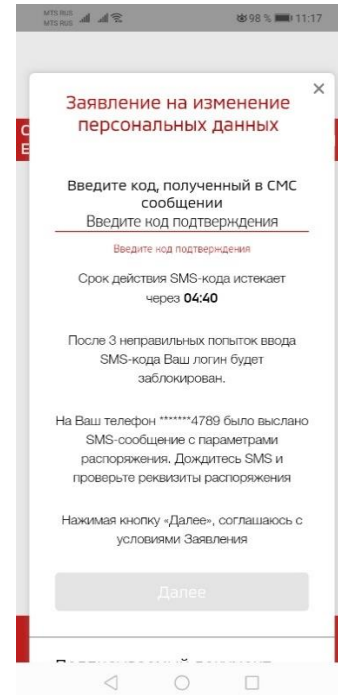 MTS RUS
MTS RUS
98 % 11:17
Заявление на изменение
персональных данных
Введите код, полученный в СМС
сообщении
Введите код подтверждения
Введите код подтверждения
Срок действия SMS-кода истекает
через 04:40
После 3 неправильных попыток ввода
SMS-кода Ваш логин будет
заблокирован.
На Ваш телефон *******4789 было выслано
SMS-сообщение с параметрами
распоряжения. Дождитесь SMS и
проверьте реквизиты распоряжения
Нажимая кнопку «Далее», соглашаюсь с
условиями Заявления
Далее